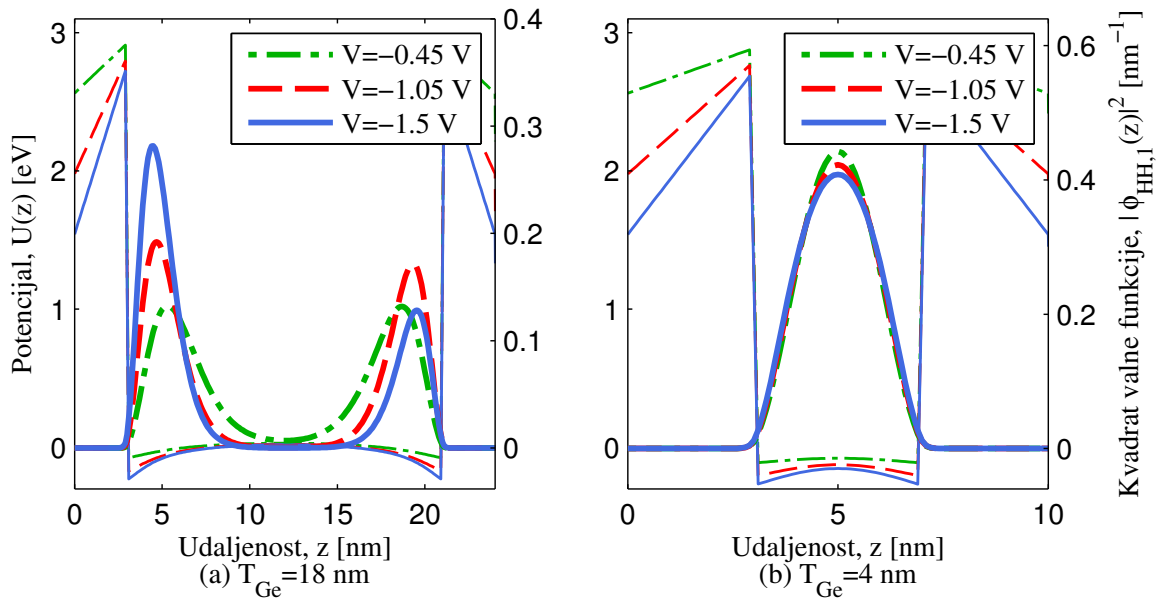 Potencijal, U(z) [eV]
3
2
1
0
0.4
0.3
0.2
0.1
0
V=−0.45 V
V=−1.05 V
V=−1.5 V
0 5 10 15 20
Udaljenost, z [nm]
(a) T_Ge=18 nm
3
2
1
0
0.6
0.4
0.2
0
V=−0.45 V
V=−1.05 V
V=−1.5 V
0 5 10
Udaljenost, z [nm]
(b) T_Ge=4 nm
Kvadrat valne funkcije, |ϕ_HH,1(z)|² [nm⁻¹]